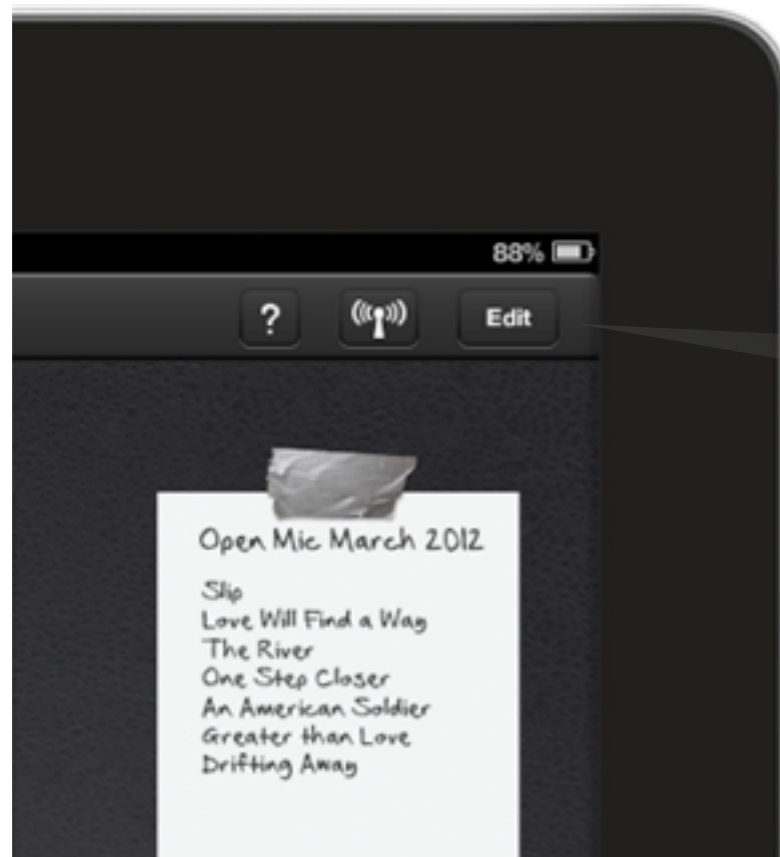 88%
? Edit
Open Mic March 2012
Slip
Love Will Find a Way
The River
One Step Closer
An American Soldier
Greater than Love
Drifting Away